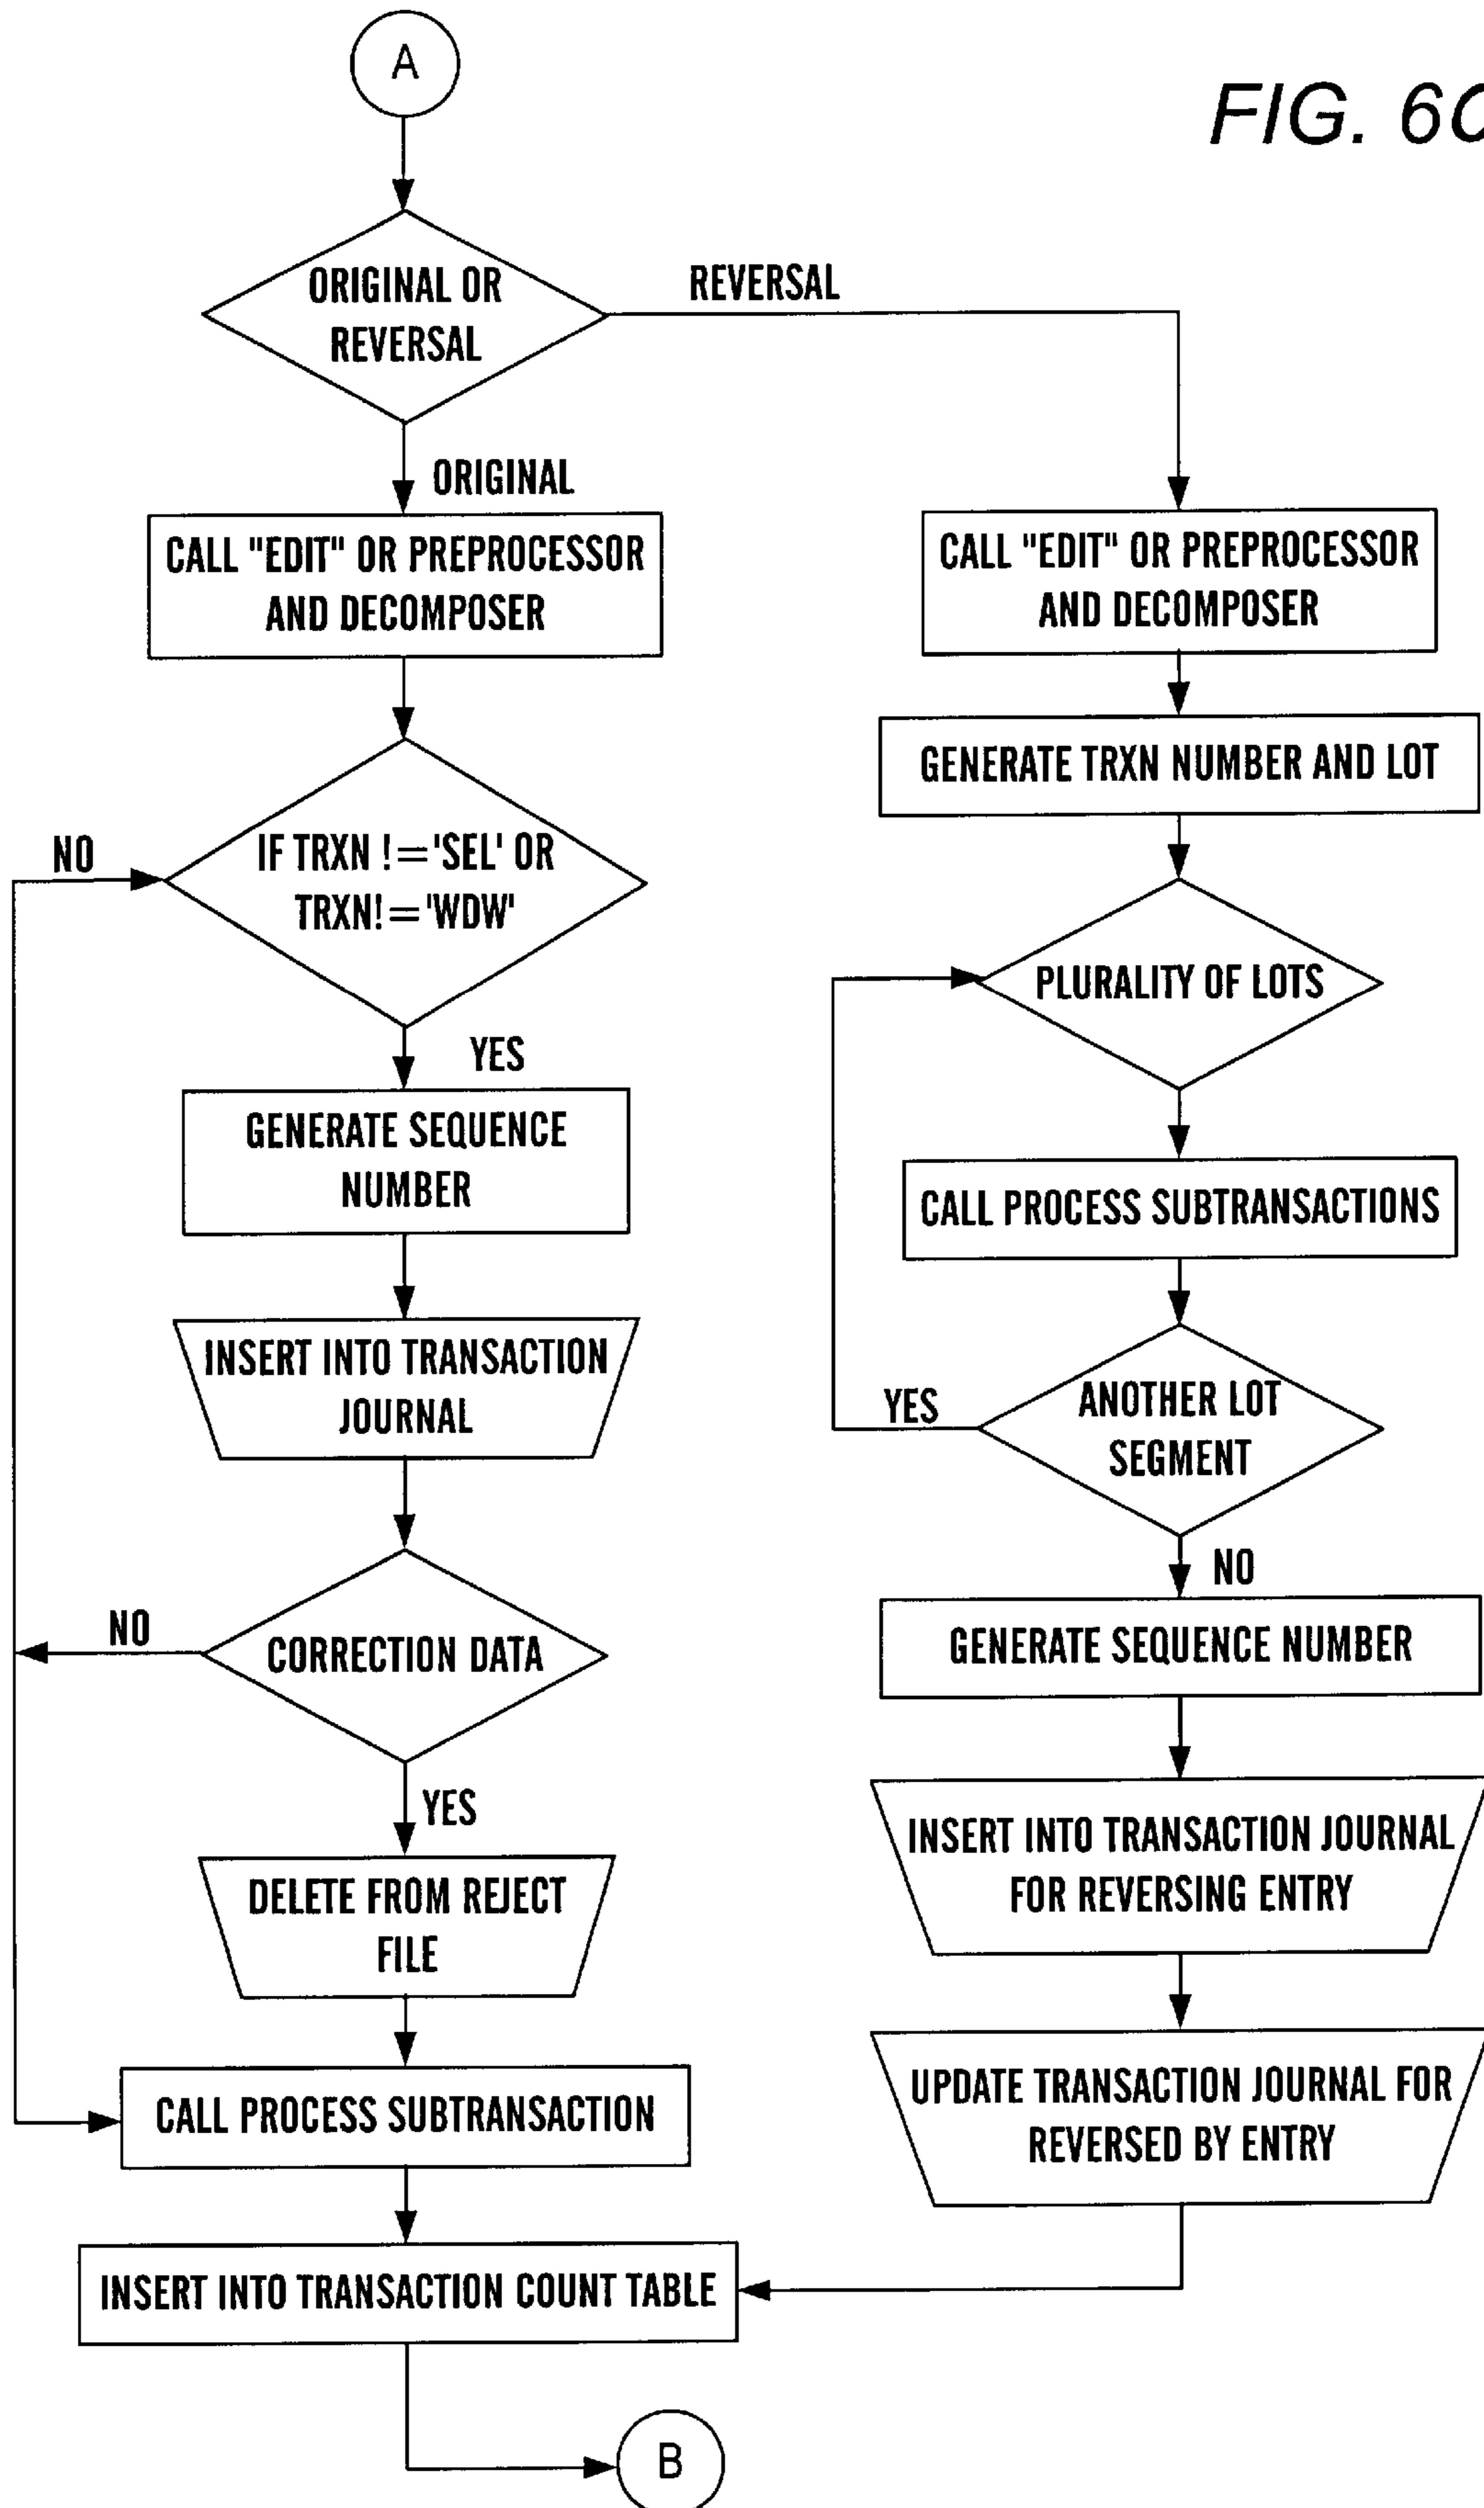 A
FIG. 6C
ORIGINAL OR
REVERSAL
REVERSAL
ORIGINAL
CALL "EDIT" OR PREPROCESSOR
AND DECOMPOSER
CALL "EDIT" OR PREPROCESSOR
AND DECOMPOSER
GENERATE TRXN NUMBER AND LOT
NO
IF TRXN !='SEL' OR
TRXN!='WDW'
PLURALITY OF LOTS
YES
GENERATE SEQUENCE
NUMBER
CALL PROCESS SUBTRANSACTIONS
INSERT INTO TRANSACTION
JOURNAL
YES
ANOTHER LOT
SEGMENT
NO
NO
CORRECTION DATA
GENERATE SEQUENCE NUMBER
YES
INSERT INTO TRANSACTION JOURNAL
FOR REVERSING ENTRY
DELETE FROM REJECT
FILE
UPDATE TRANSACTION JOURNAL FOR
REVERSED BY ENTRY
CALL PROCESS SUBTRANSACTION
INSERT INTO TRANSACTION COUNT TABLE
B